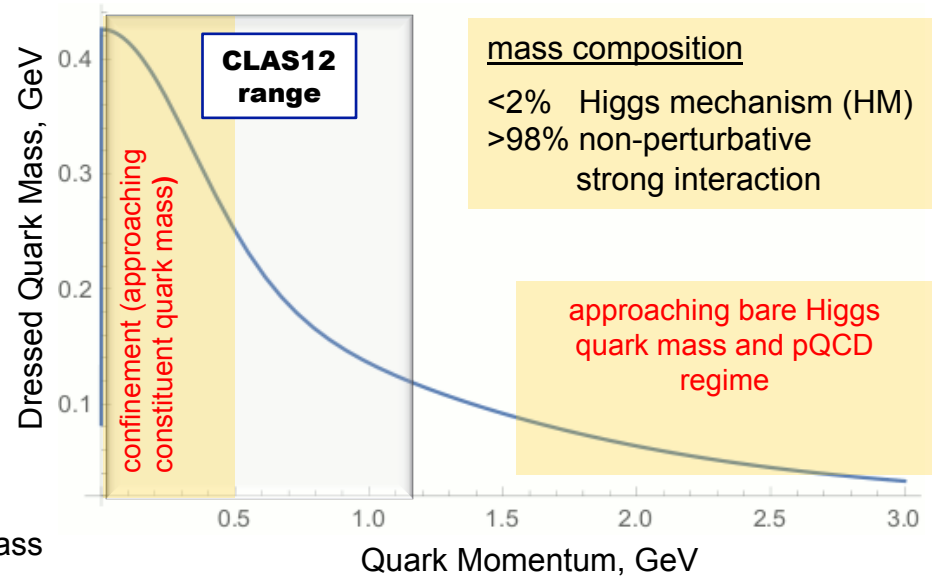 Dressed Quark Mass, GeV
0.4
0.3
0.2
0.1
CLAS12
range
confinement (approaching
constituent quark mass)
mass composition
<2% Higgs mechanism (HM)
>98% non-perturbative
strong interaction
approaching bare Higgs
quark mass and pQCD
regime
0.5 1.0 1.5 2.0 2.5 3.0
Quark Momentum, GeV
ass